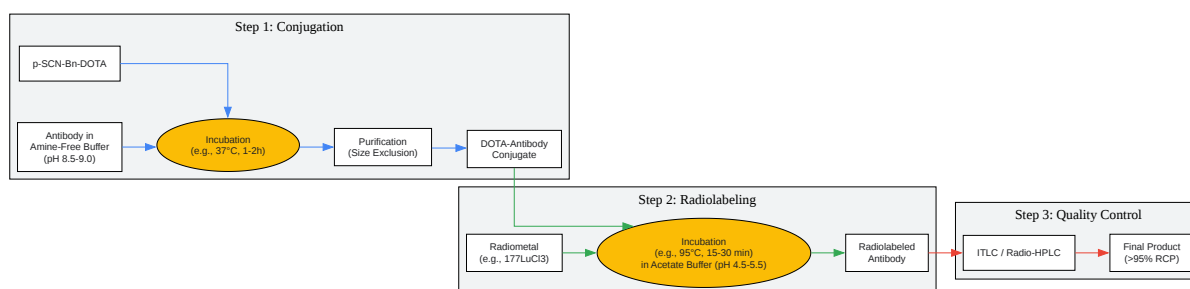 Step 1: Conjugation
p-SCN-Bn-DOTA
Antibody in
Amine-Free Buffer
(pH 8.5-9.0)
Incubation
(e.g., 37°C, 1-2h)
Purification
(Size Exclusion)
DOTA-Antibody
Conjugate
Step 2: Radiolabeling
Radiometal
(e.g., 177LuCl3)
Incubation
(e.g., 95°C, 15-30 min)
in Acetate Buffer (pH 4.5-5.5)
Radiolabeled
Antibody
Step 3: Quality Control
ITLC / Radio-HPLC
Final Product
(>95% RCP)